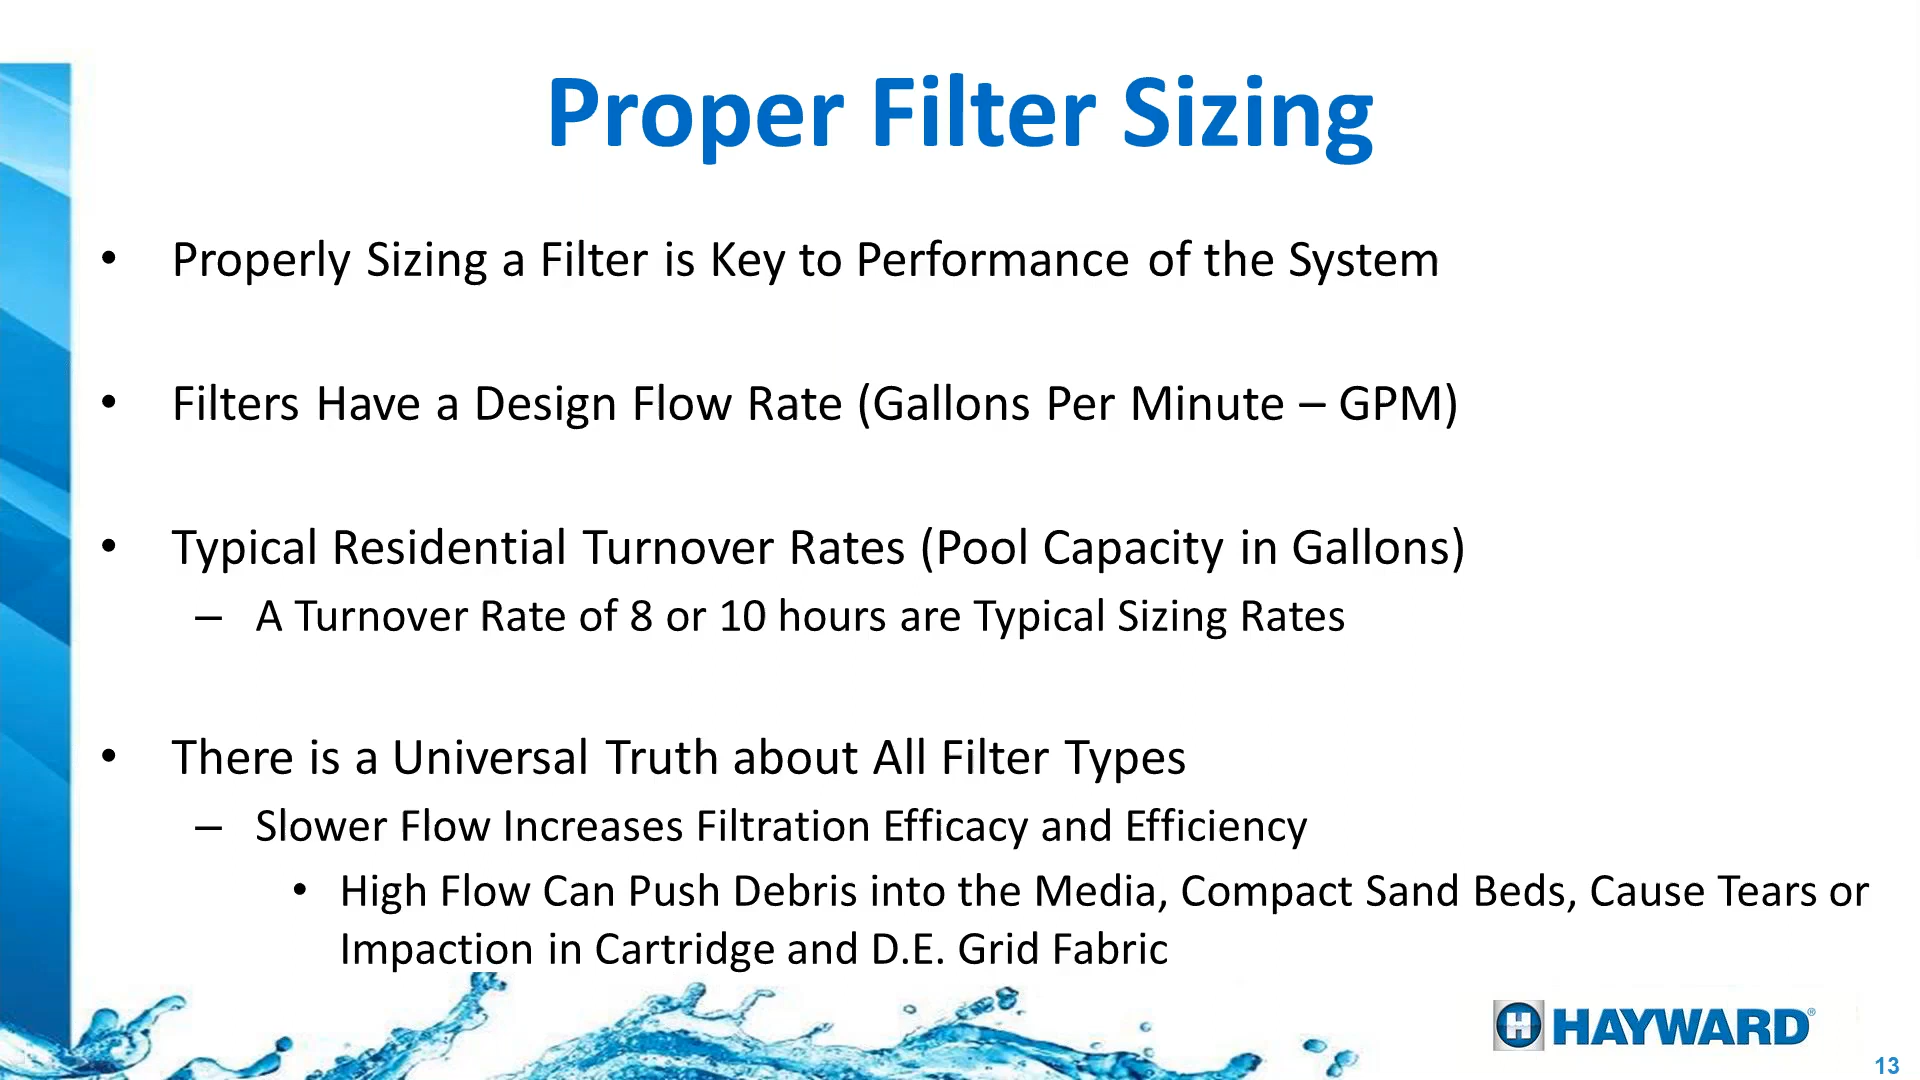 Proper Filter Sizing
• Properly Sizing a Filter is Key to Performance of the System
• Filters Have a Design Flow Rate (Gallons Per Minute – GPM)
• Typical Residential Turnover Rates (Pool Capacity in Gallons)
– A Turnover Rate of 8 or 10 hours are Typical Sizing Rates
• There is a Universal Truth about All Filter Types
– Slower Flow Increases Filtration Efficacy and Efficiency
• High Flow Can Push Debris into the Media, Compact Sand Beds, Cause Tears or
Impaction in Cartridge and D.E. Grid Fabric
H HAYWARD®
13